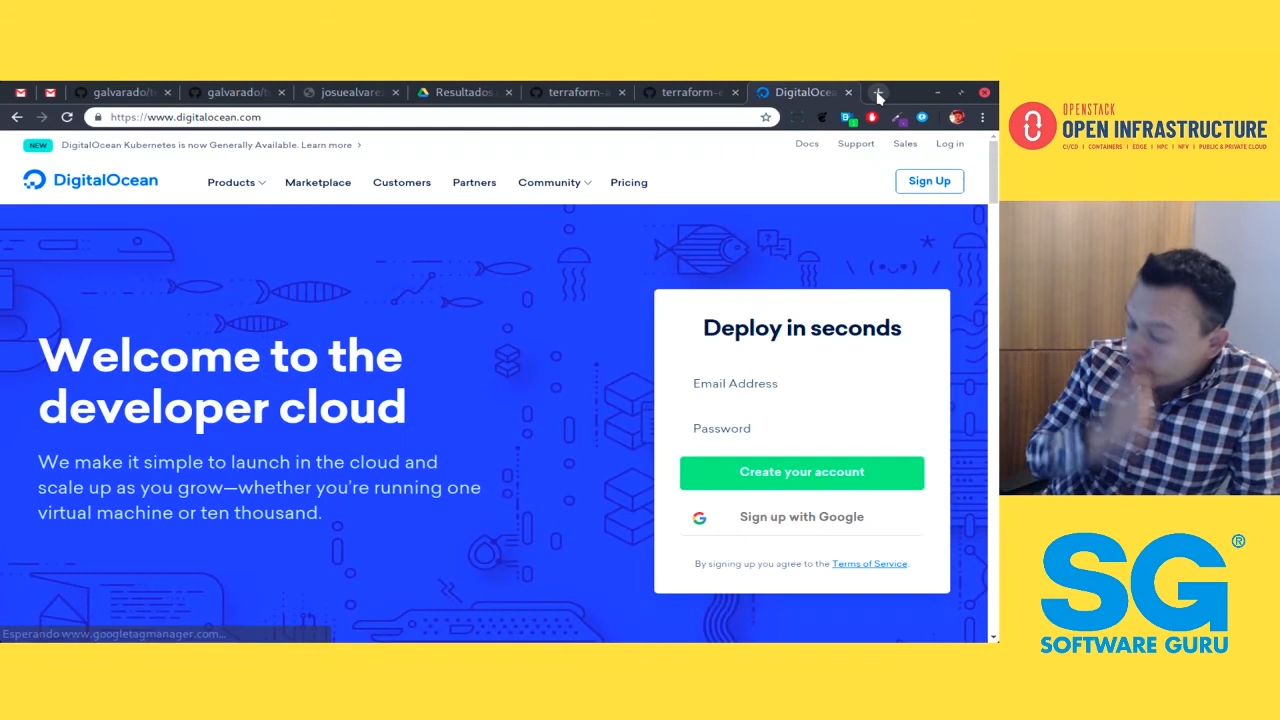 galvarado/t
galvarado/t
josuealvare
Resultados
terraform-a
terraform-e
DigitalOcea
https://www.digitalocean.com
NEW
DigitalOcean Kubernetes is now Generally Available. Learn more
Docs
Support
Sales
Log in
DigitalOcean
Products
Marketplace
Customers
Partners
Community
Pricing
Sign Up
Welcome to the
developer cloud
We make it simple to launch in the cloud and
scale up as you grow—whether you're running one
virtual machine or ten thousand.
Deploy in seconds
Email Address
Password
Create your account
Sign up with Google
By signing up you agree to the Terms of Service.
Esperando www.googletagmanager.com...
OPENSTACK
OPEN INFRASTRUCTURE
CI/CD | CONTAINERS | EDGE | HPC | NFV | PUBLIC & PRIVATE CLOUD
SG®
SOFTWARE GURU